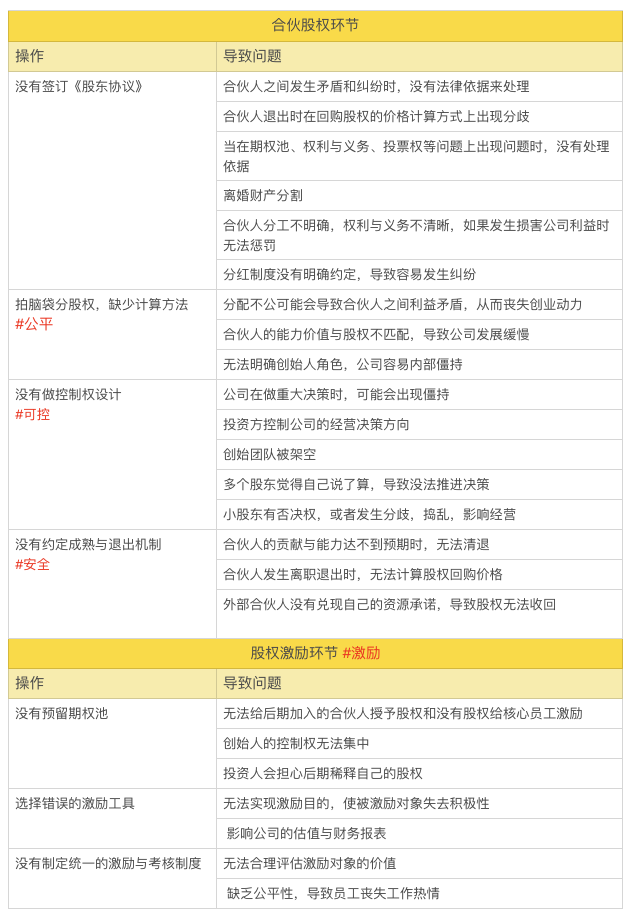 合伙股权环节
操作
导致问题
没有签订《股东协议》
合伙人之间发生矛盾和纠纷时，没有法律依据来处理
合伙人退出时在回购股权的价格计算方式上出现分歧
当在期权池、权利与义务、投票权等问题上出现问题时，没有处理
依据
离婚财产分割
合伙人分工不明确，权利与义务不清晰，如果发生损害公司利益时
无法惩罚
分红制度没有明确约定，导致容易发生纠纷
拍脑袋分股权，缺少计算方法
#公平
分配不公可能会导致合伙人之间利益矛盾，从而丧失创业动力
合伙人的能力价值与股权不匹配，导致公司发展缓慢
无法明确创始人角色，公司容易内部僵持
没有做控制权设计
#可控
公司在做重大决策时，可能会出现僵持
投资方控制公司的经营决策方向
创始团队被架空
多个股东觉得自己说了算，导致没法推进决策
小股东有否决权，或者发生分歧，捣乱，影响经营
没有约定成熟与退出机制
#安全
合伙人的贡献与能力达不到预期时，无法清退
合伙人发生离职退出时，无法计算股权回购价格
外部合伙人没有兑现自己的资源承诺，导致股权无法收回
股权激励环节 #激励
操作
导致问题
没有预留期权池
无法给后期加入的合伙人授予股权和没有股权给核心员工激励
创始人的控制权无法集中
投资人会担心后期稀释自己的股权
选择错误的激励工具
无法实现激励目的，使被激励对象失去积极性
影响公司的估值与财务报表
没有制定统一的激励与考核制度
无法合理评估激励对象的价值
缺乏公平性，导致员工丧失工作热情